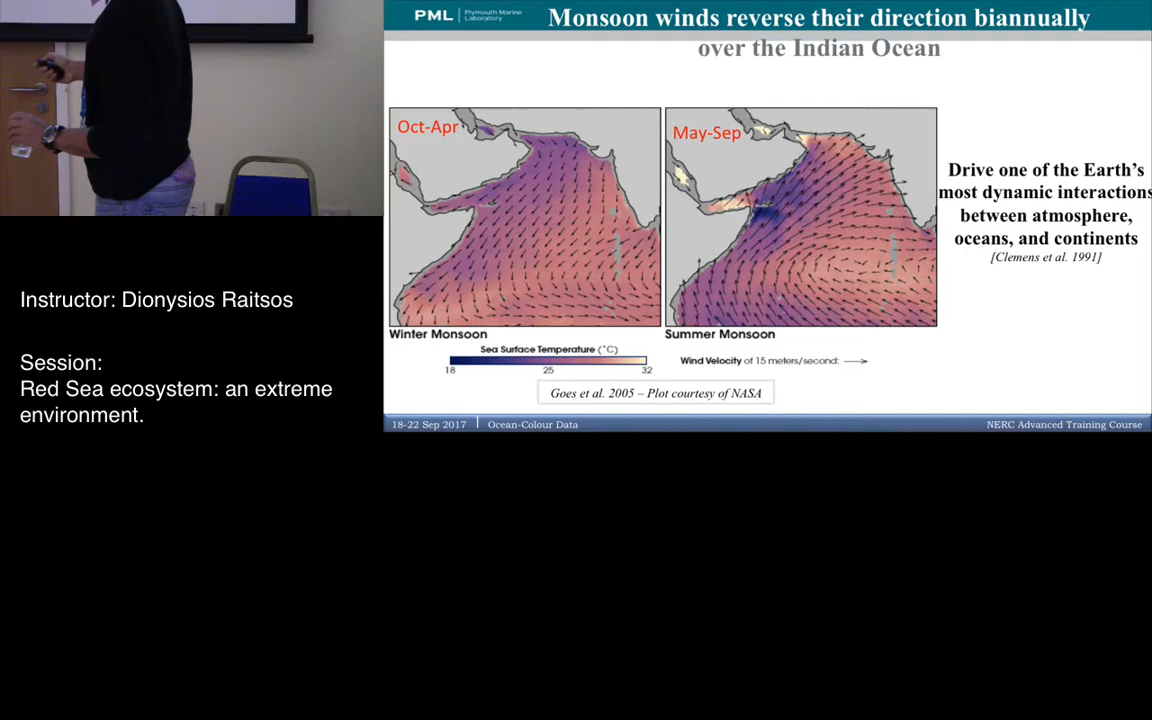 PML | Plymouth Marine
Laboratory
Monsoon winds reverse their direction biannually
over the Indian Ocean
Oct-Apr
May-Sep
Drive one of the Earth's
most dynamic interactions
between atmosphere,
oceans, and continents
[Clemens et al. 1991]
Winter Monsoon
Summer Monsoon
Sea Surface Temperature (°C)
18 25 32
Wind Velocity of 15 meters/second:
Goes et al. 2005 – Plot courtesy of NASA
18-22 Sep 2017 | Ocean-Colour Data
NERC Advanced Training Course
Instructor: Dionysios Raitsos
Session:
Red Sea ecosystem: an extreme
environment.